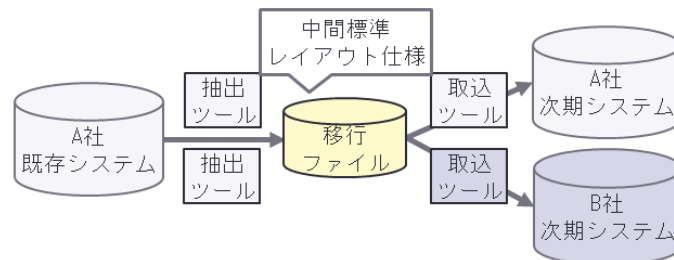 中間標準
レイアウト仕様
抽出
ツール
取込
ツール
A社
次期システム
A社
既存システム
移行
ファイル
抽出
ツール
取込
ツール
B社
次期システム